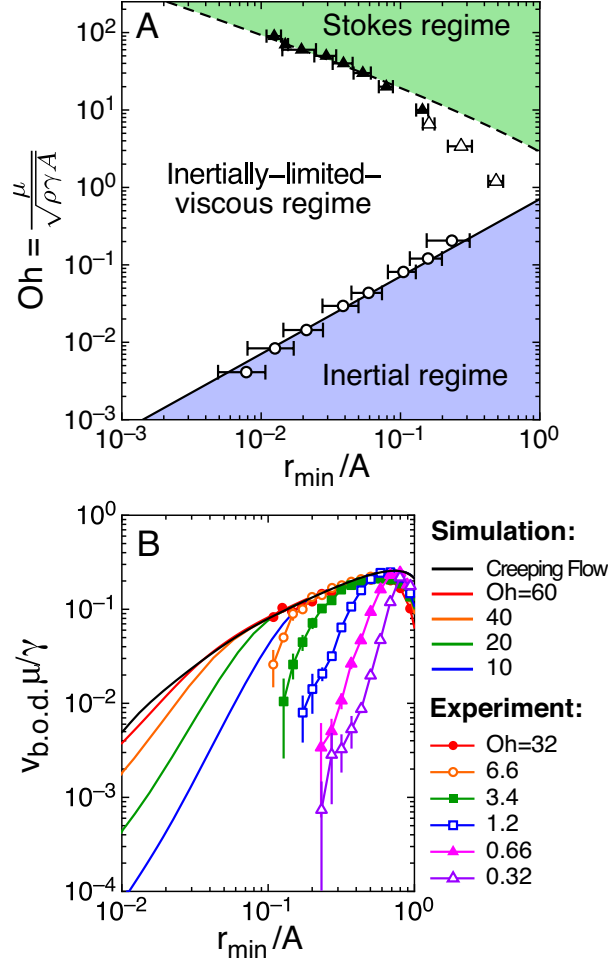 A
Stokes regime
Inertially–limited–
viscous regime
Inertial regime
Oh = μ/√ργA
10²
10¹
10⁰
10⁻¹
10⁻²
10⁻³
10⁻³
10⁻²
10⁻¹
10⁰
r_min/A
B
v_b.o.d. μ/γ
10⁰
10⁻¹
10⁻²
10⁻³
10⁻⁴
10⁻²
10⁻¹
10⁰
r_min/A
Simulation:
Creeping Flow
Oh=60
40
20
10
Experiment:
Oh=32
6.6
3.4
1.2
0.66
0.32